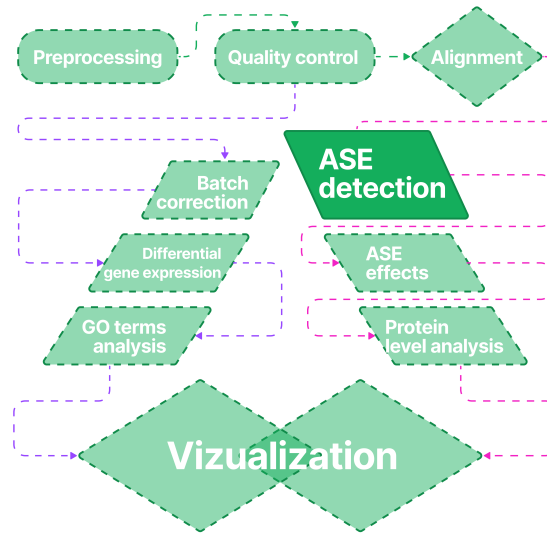 Preprocessing
Quality control
Alignment
ASE
detection
Batch
correction
Differential
gene expression
ASE
effects
GO terms
analysis
Protein
level analysis
Vizualization